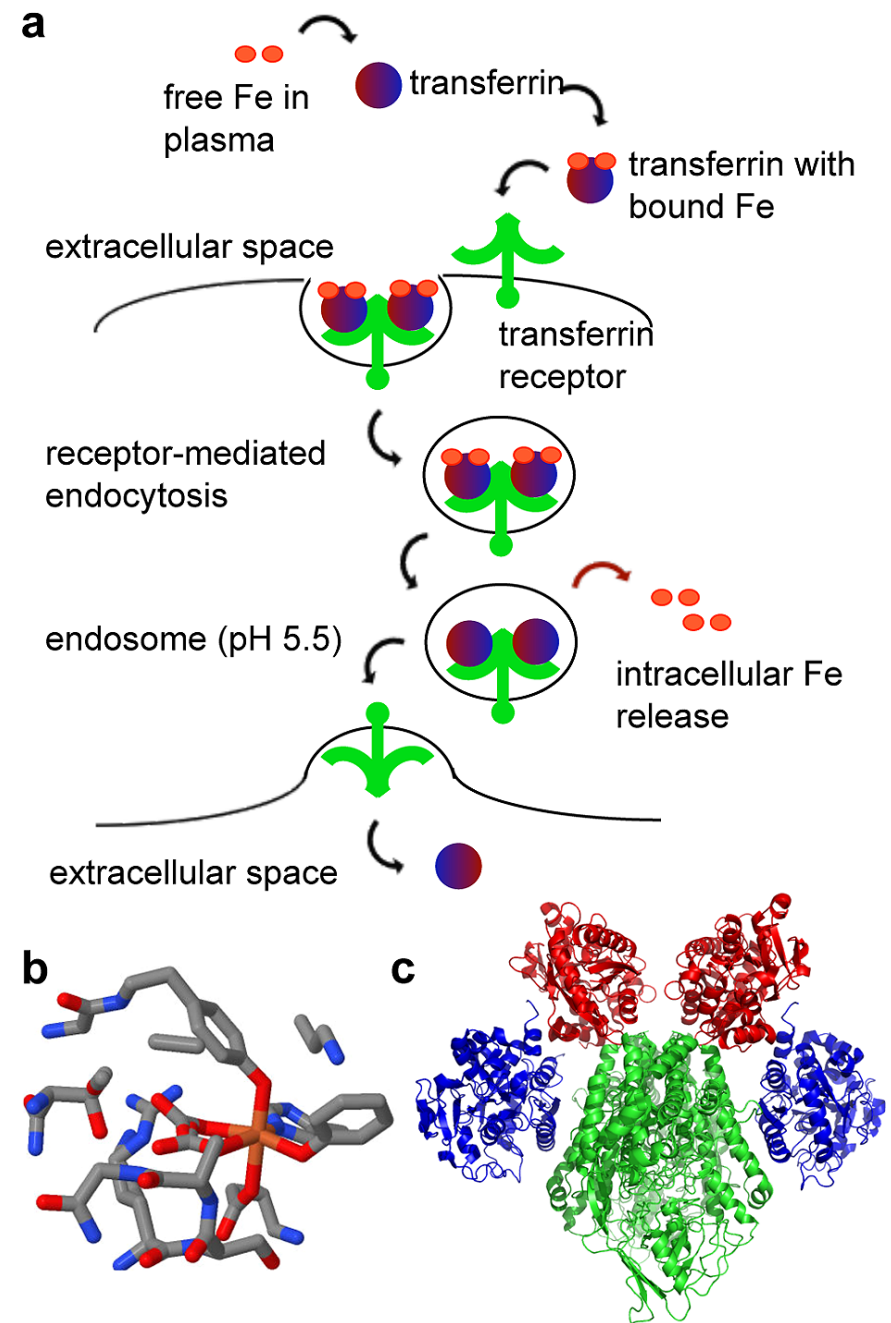 a
free Fe in
plasma
transferrin
transferrin with
bound Fe
extracellular space
transferrin
receptor
receptor-mediated
endocytosis
endosome (pH 5.5)
intracellular Fe
release
extracellular space
b
c